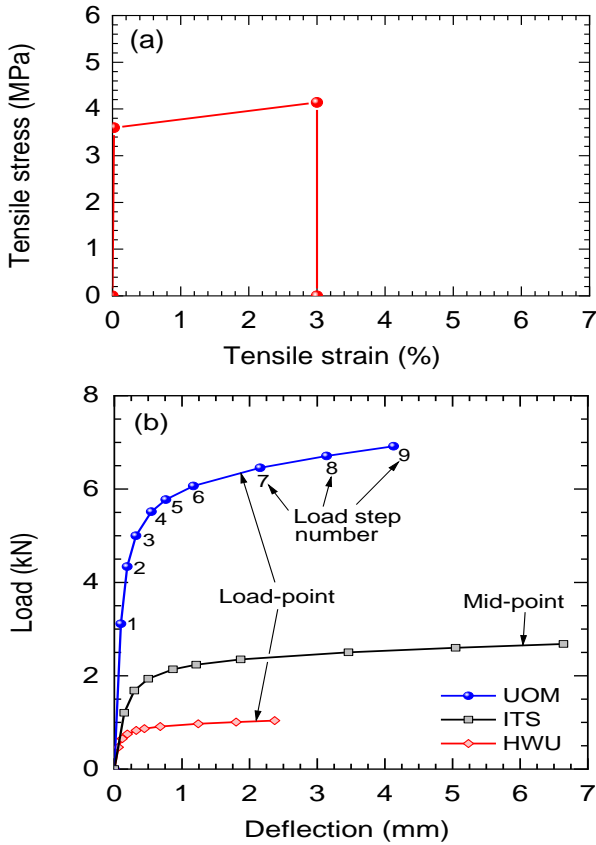 (a)
Tensile stress (MPa)
6
5
4
3
2
1
0
0 1 2 3 4 5 6 7
Tensile strain (%)
(b)
Load (kN)
8
6
4
2
0
1
2
3
4
5
6
7
8
9
Load step
number
Load-point
Mid-point
UOM
ITS
HWU
0 1 2 3 4 5 6 7
Deflection (mm)